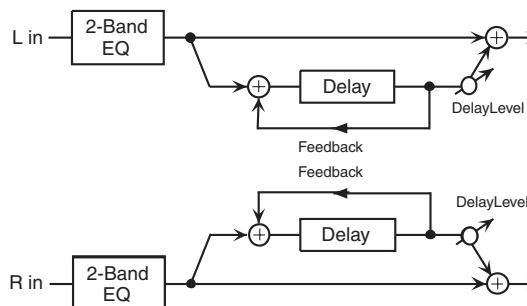 L in
2-Band
EQ
Delay
DelayLevel
Feedback
Feedback
DelayLevel
Delay
R in
2-Band
EQ